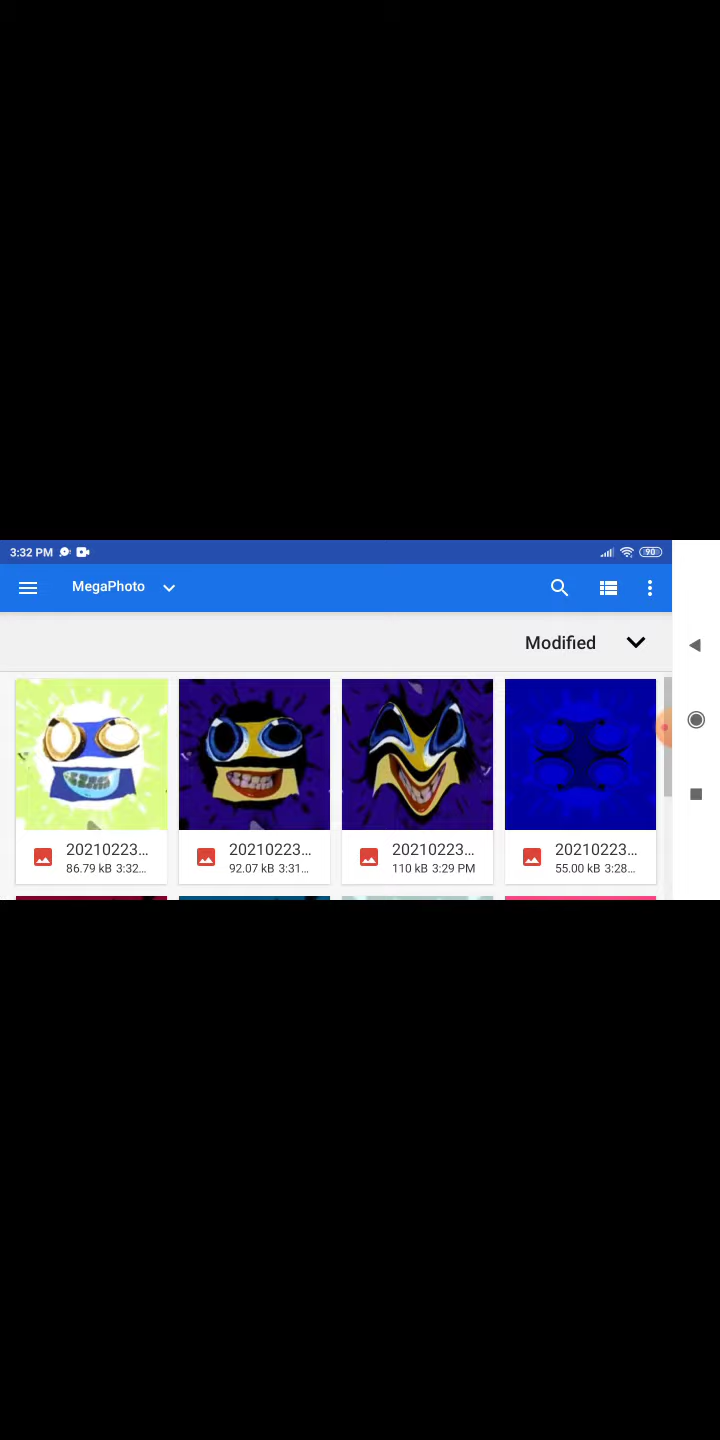 3:32 PM 90
MegaPhoto
Modified
20210223... 20210223... 20210223... 20210223...
86.79 kB 3:32... 92.07 kB 3:31... 110 kB 3:29 PM 55.00 kB 3:28...